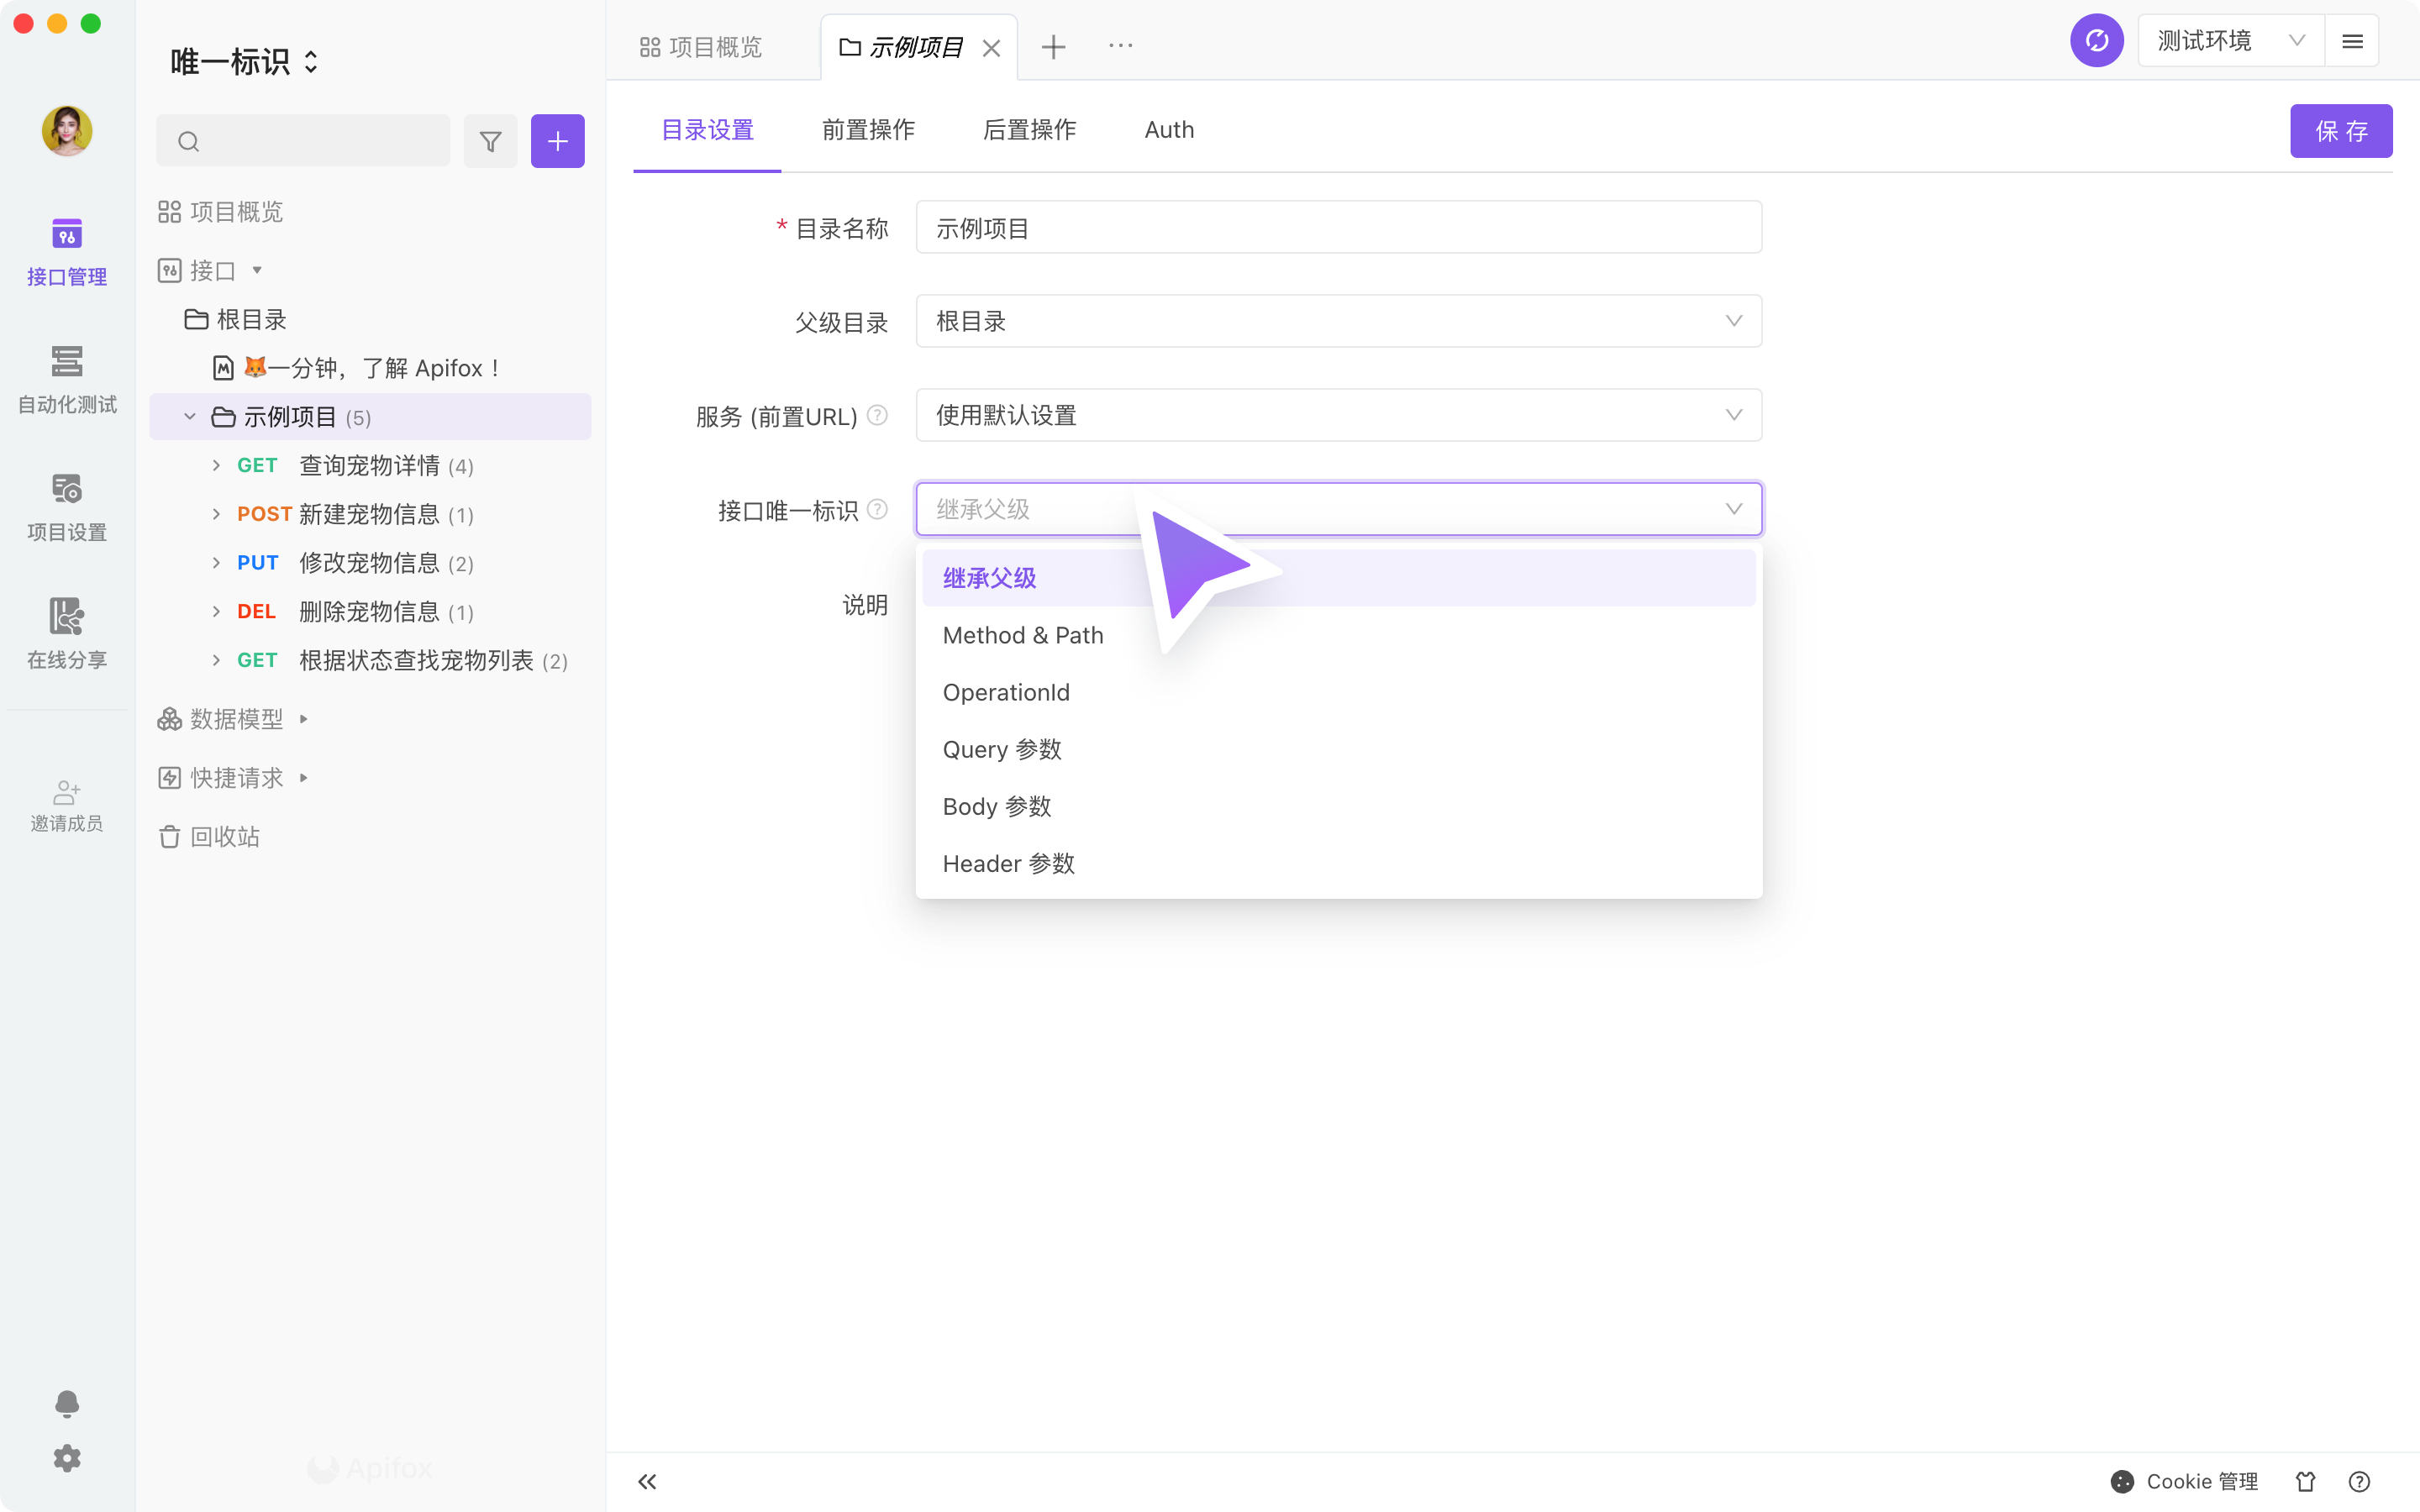 唯一标识
项目概览
示例项目
测试环境
接口管理
自动化测试
项目设置
在线分享
邀请成员
项目概览
接口
根目录
🦊一分钟，了解 Apifox！
示例项目 (5)
GET 查询宠物详情 (4)
POST 新建宠物信息 (1)
PUT 修改宠物信息 (2)
DEL 删除宠物信息 (1)
GET 根据状态查找宠物列表 (2)
数据模型
快捷请求
回收站
Apifox
目录设置 前置操作 后置操作 Auth
保 存
* 目录名称 示例项目
父级目录 根目录
服务 (前置URL) 使用默认设置
接口唯一标识 继承父级
说明
继承父级
Method & Path
OperationId
Query 参数
Body 参数
Header 参数
Cookie 管理